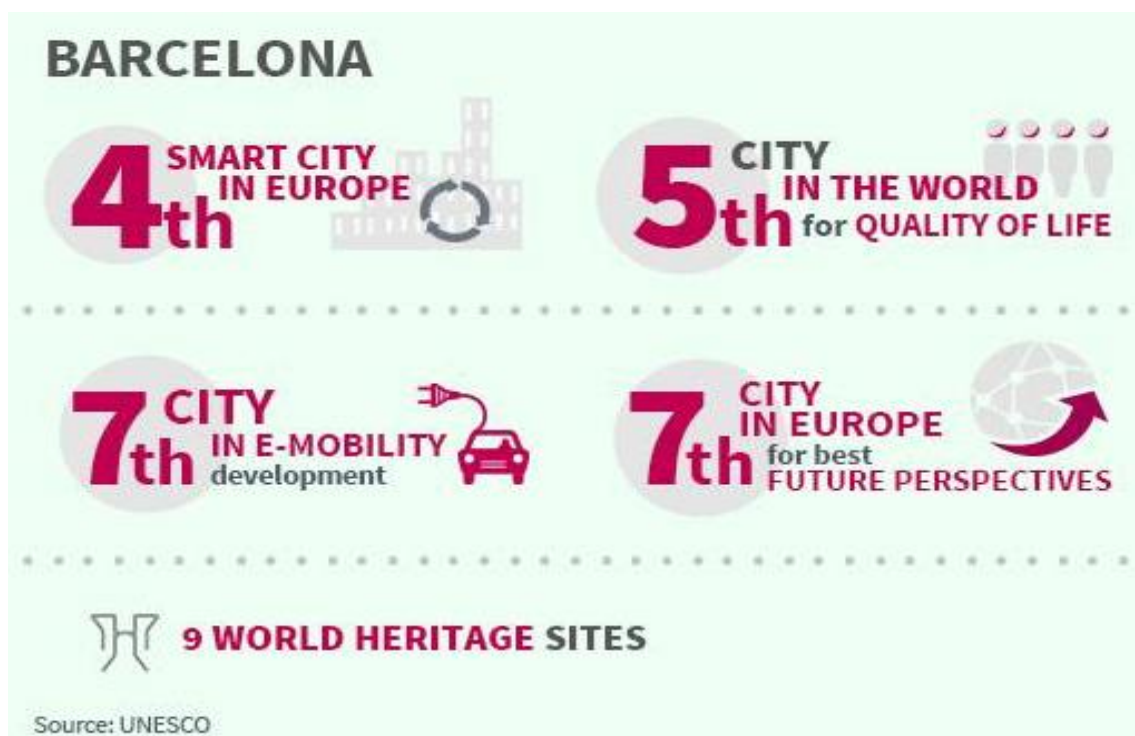 BARCELONA
4th SMART CITY
IN EUROPE
5th CITY
IN THE WORLD
for QUALITY OF LIFE
7th CITY
IN E-MOBILITY
development
7th CITY
IN EUROPE
for best
FUTURE PERSPECTIVES
9 WORLD HERITAGE SITES
Source: UNESCO